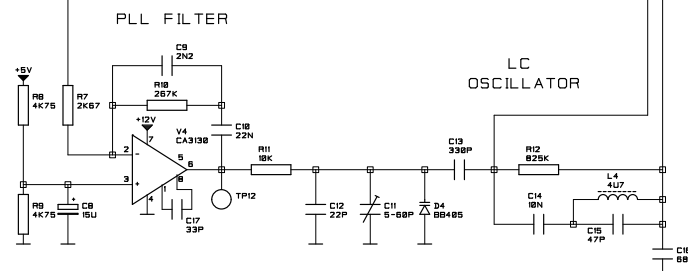 PLL FILTER
C9
2N2
LC
OSCILLATOR
+5V
R8
4K75
R7
2K67
R10
267K
+12V
V4
CA3130
C10
22N
7
2
-
5
6
3
+
8
1
4
R11
10K
C13
330P
R12
825K
L4
4U7
R9
4K75
+
C8
15U
C17
33P
TP12
C12
22P
C11
5-60P
D4
BB405
C14
10N
C15
47P